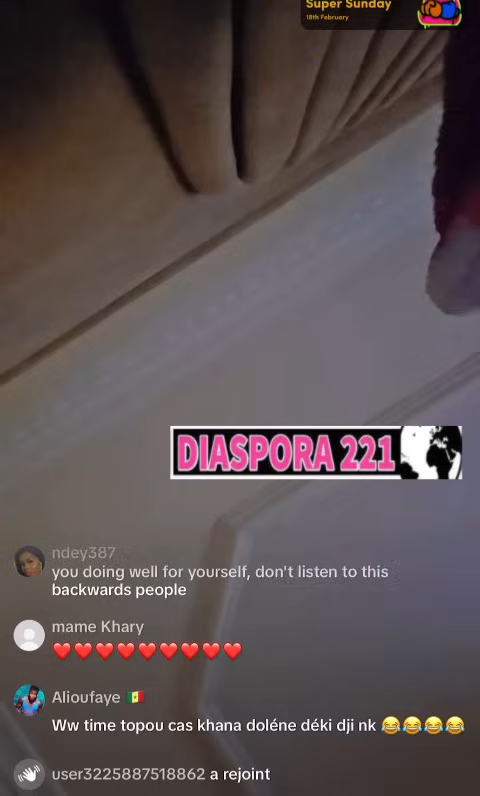 Super Sunday
18th February
DIASPORA 221
ndey387
you doing well for yourself, don't listen to this
backwards people
mame Khary
❤️❤️❤️❤️❤️❤️❤️❤️❤️
Alioufaye 🇸🇳
Ww time topou cas khana doléne déki dji nk 😂😂😂😂
user3225887518862 a rejoint